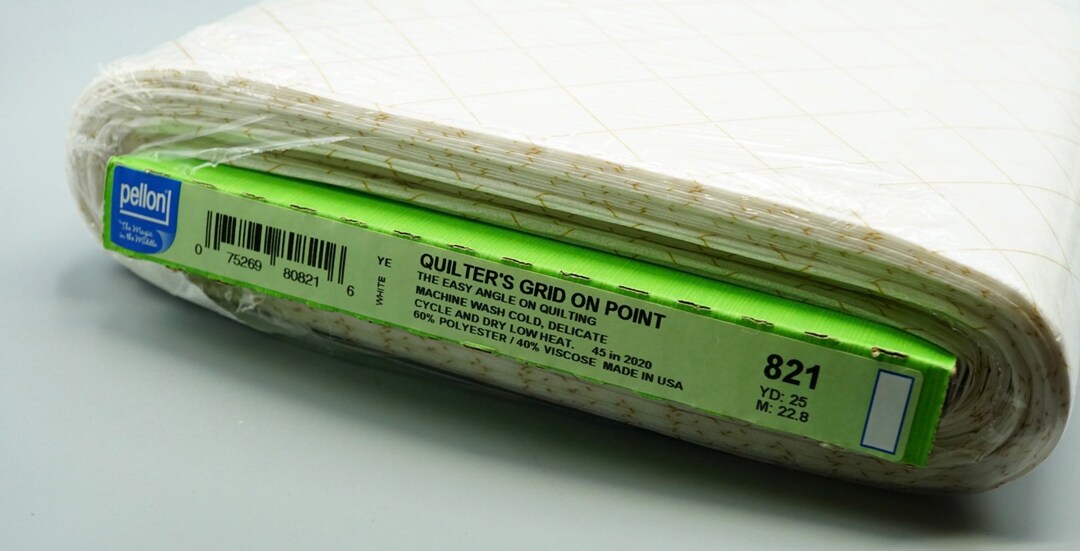 pellon
"The Magic
in the Middle"
0 75269 80821 6
YE
WHITE
QUILTER'S GRID ON POINT
THE EASY ANGLE ON QUILTING
MACHINE WASH COLD, DELICATE
CYCLE AND DRY LOW HEAT. 45 in 2020
60% POLYESTER / 40% VISCOSE MADE IN USA
821
YD: 25
M: 22.8